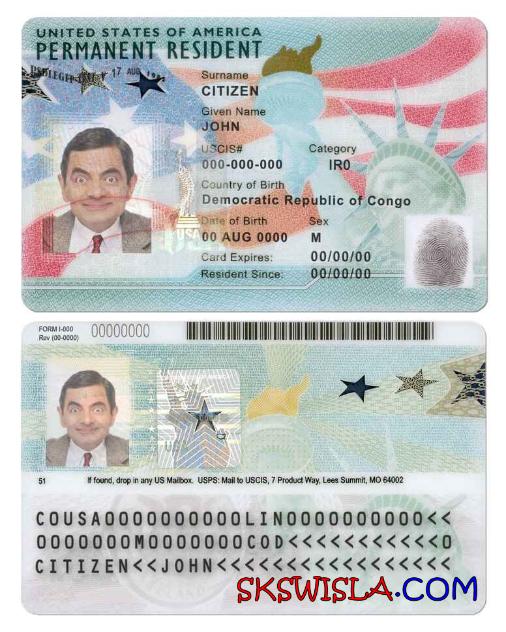 UNITED STATES OF AMERICA
PERMANENT RESIDENT
17 AUG
Surname
CITIZEN
Given Name
JOHN
USCIS# Category
000-000-000 IR0
Country of Birth
Democratic Republic of Congo
Date of Birth Sex
00 AUG 0000 M
Card Expires: 00/00/00
Resident Since: 00/00/00
USA
FORM I-000 00000000
Rev (00-0000)
51 If found, drop in any US Mailbox. USPS: Mail to USCIS, 7 Product Way, Lees Summit, MO 64002
COUSA0000000000LIN0000000000<<
0000000M0000000COD<<<<<<<<<<<0
CITIZEN<<JOHN<<<<<<<<<<<<<<<<<
SKSWISLA.COM